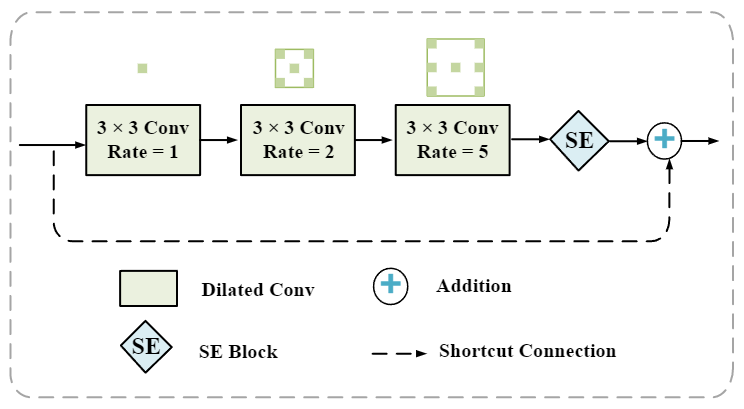 3 × 3 Conv
Rate = 1
3 × 3 Conv
Rate = 2
3 × 3 Conv
Rate = 5
SE
+
Dilated Conv
+
Addition
SE
SE Block
Shortcut Connection